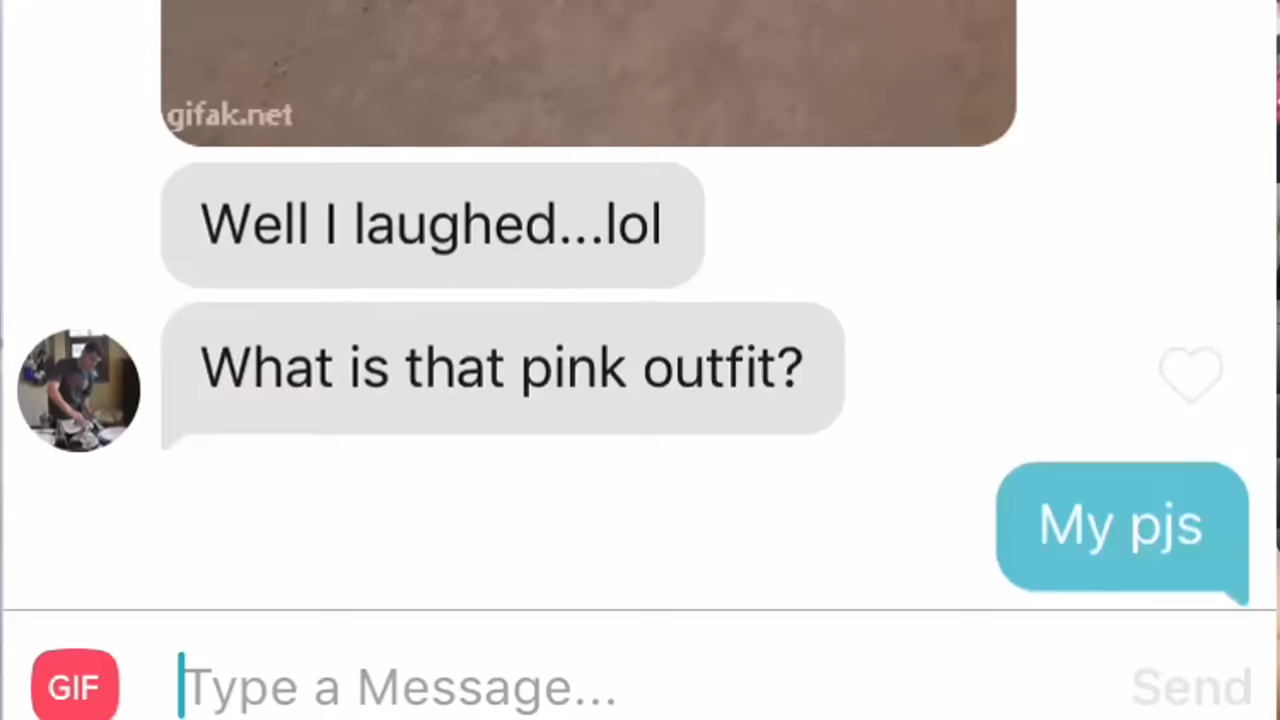 gifak.net
Well I laughed...lol
What is that pink outfit?
My pjs
GIF
Type a Message...
Send